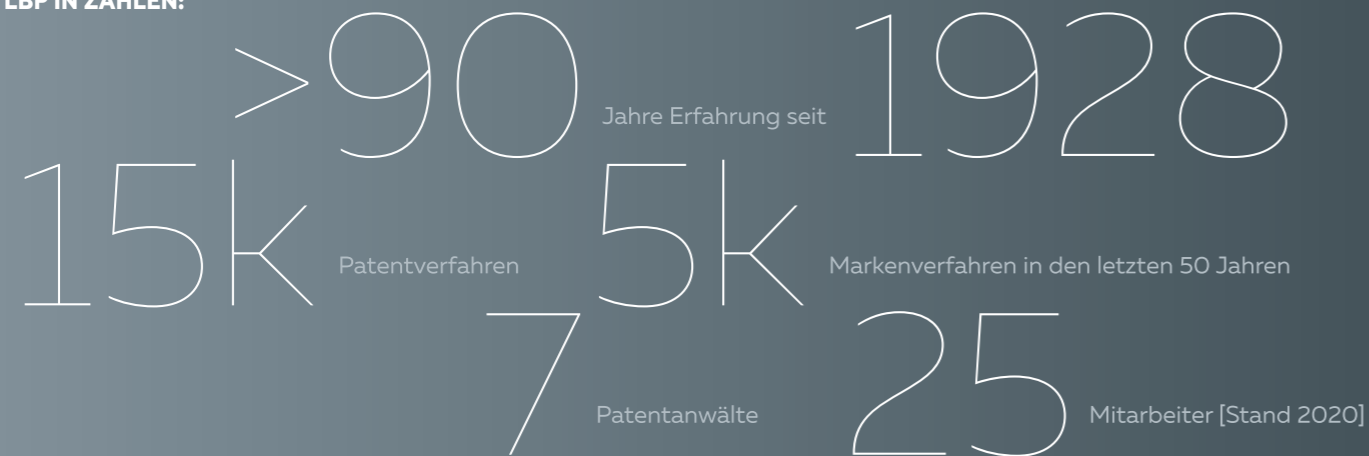 LBP IN ZAHLEN:
>90 Jahre Erfahrung seit 1928
15k Patentverfahren 5k Markenverfahren in den letzten 50 Jahren
7 Patentanwälte 25 Mitarbeiter [Stand 2020]